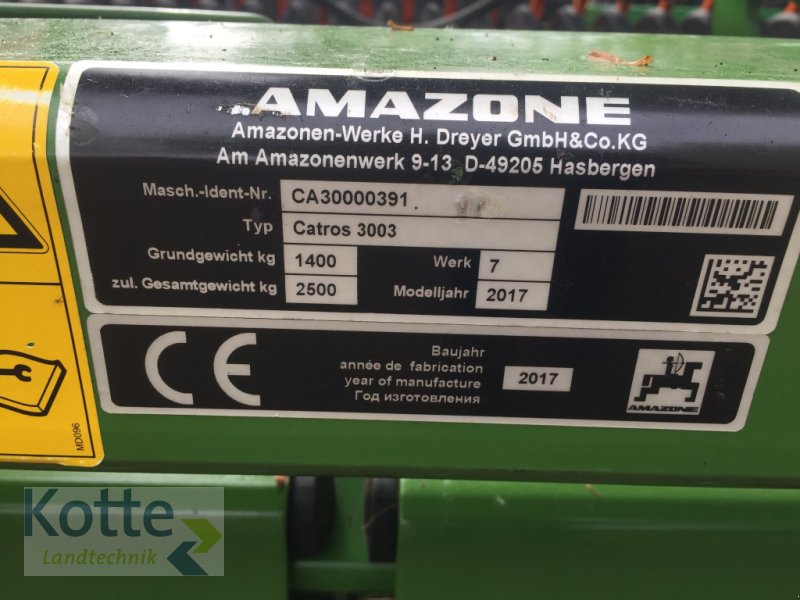 AMAZONE
Amazonen-Werke H. Dreyer GmbH&Co.KG
Am Amazonenwerk 9-13 D-49205 Hasbergen
Masch.-Ident-Nr. CA30000391
Typ Catros 3003
Grundgewicht kg 1400 Werk 7
zul. Gesamtgewicht kg 2500 Modelljahr 2017
CE
Baujahr
année de fabrication
year of manufacture
Год изготовления
2017
AMAZONE
MD096
Kotte
Landtechnik